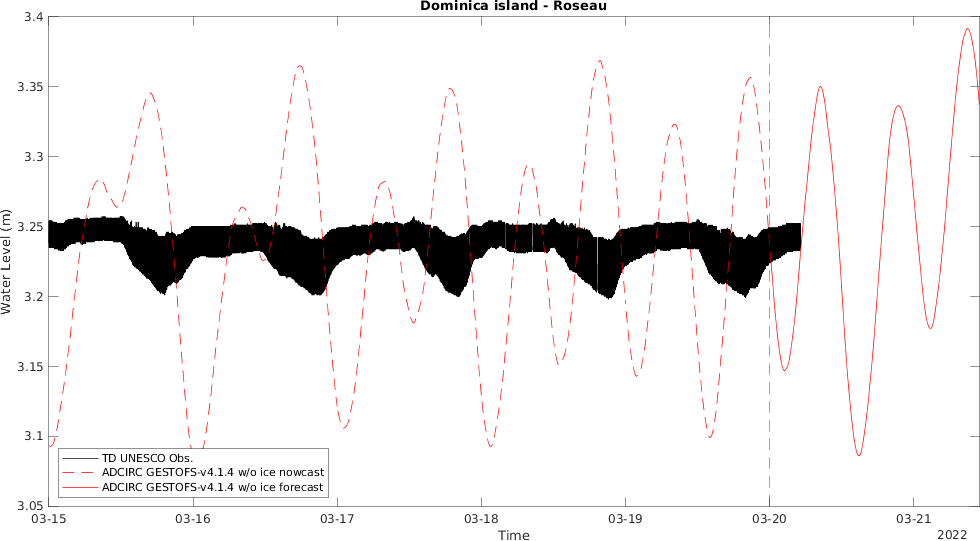 Dominica island - Roseau
3.4
3.35
3.3
3.25
3.2
3.15
3.1
3.05
Water Level (m)
TD UNESCO Obs.
ADCIRC GESTOFS-v4.1.4 w/o ice nowcast
ADCIRC GESTOFS-v4.1.4 w/o ice forecast
03-15 03-16 03-17 03-18 03-19 03-20 03-21
Time
2022